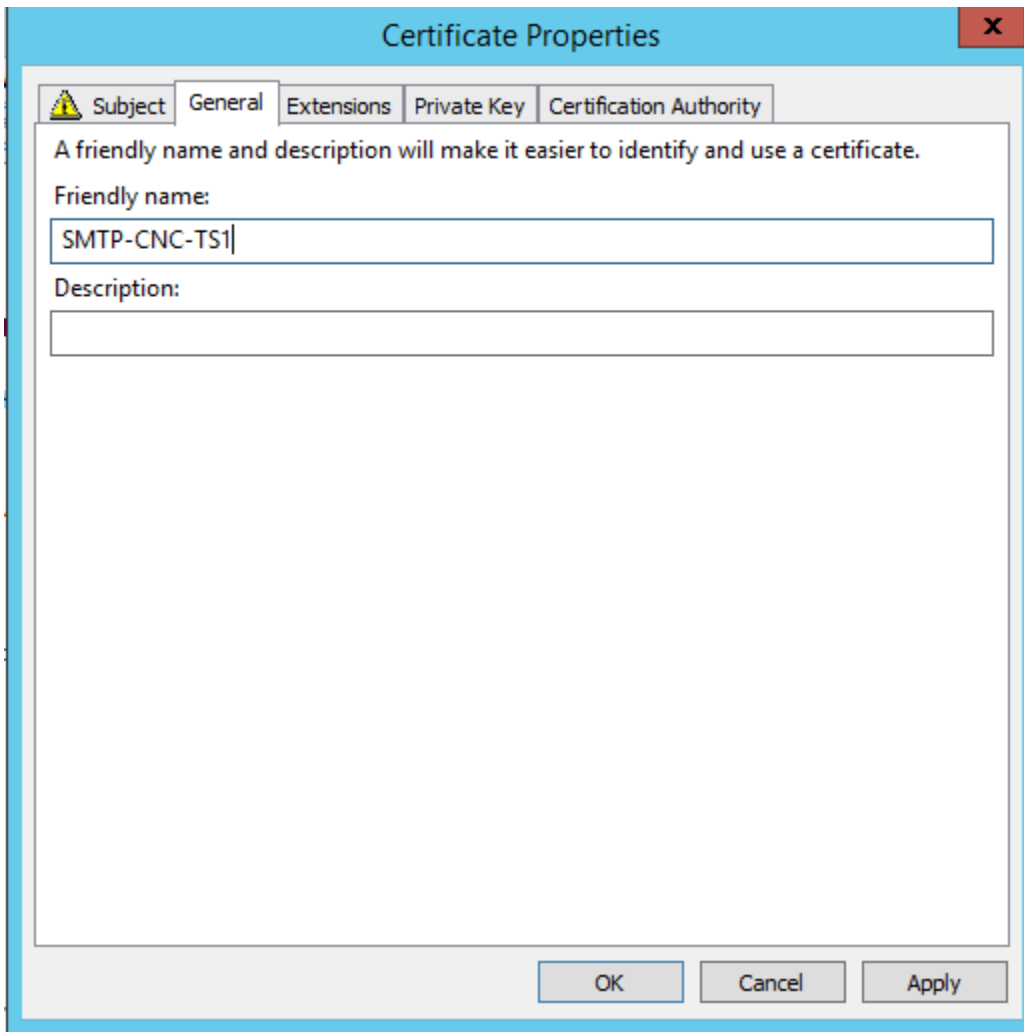 Certificate Properties
x
Subject General Extensions Private Key Certification Authority
A friendly name and description will make it easier to identify and use a certificate.
Friendly name:
SMTP-CNC-TS1
Description:
OK Cancel Apply